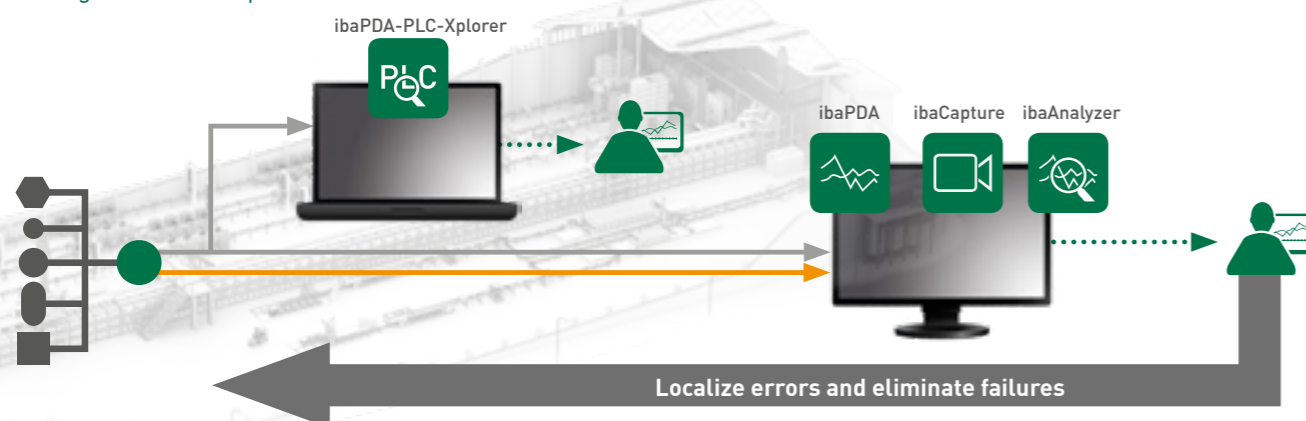 ibaPDA-PLC-Xplorer
PLC
ibaPDA
ibaCapture
ibaAnalyzer
Localize errors and eliminate failures